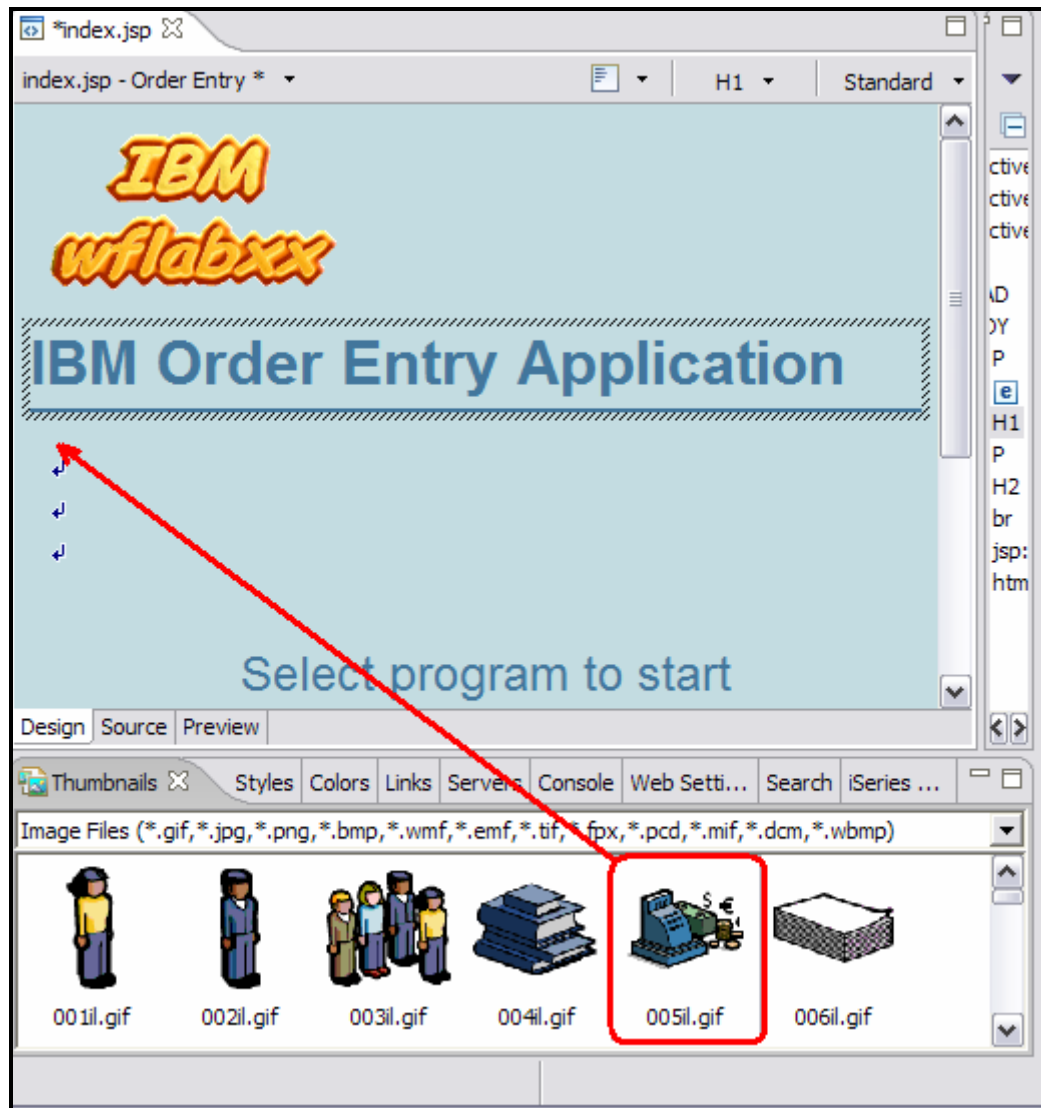 *index.jsp
index.jsp - Order Entry *
H1
Standard
IBM
wflabxx
IBM Order Entry Application
Select program to start
ctive
ctive
ctive
AD
DY
P
H1
P
H2
br
jsp:
htm
Design
Source
Preview
Thumbnails
Styles
Colors
Links
Servers
Console
Web Setti...
Search
iSeries ...
Image Files (*.gif,*.jpg,*.png,*.bmp,*.wmf,*.emf,*.tif,*.fpx,*.pcd,*.mif,*.dcm,*.wbmp)
001il.gif
002il.gif
003il.gif
004il.gif
005il.gif
006il.gif